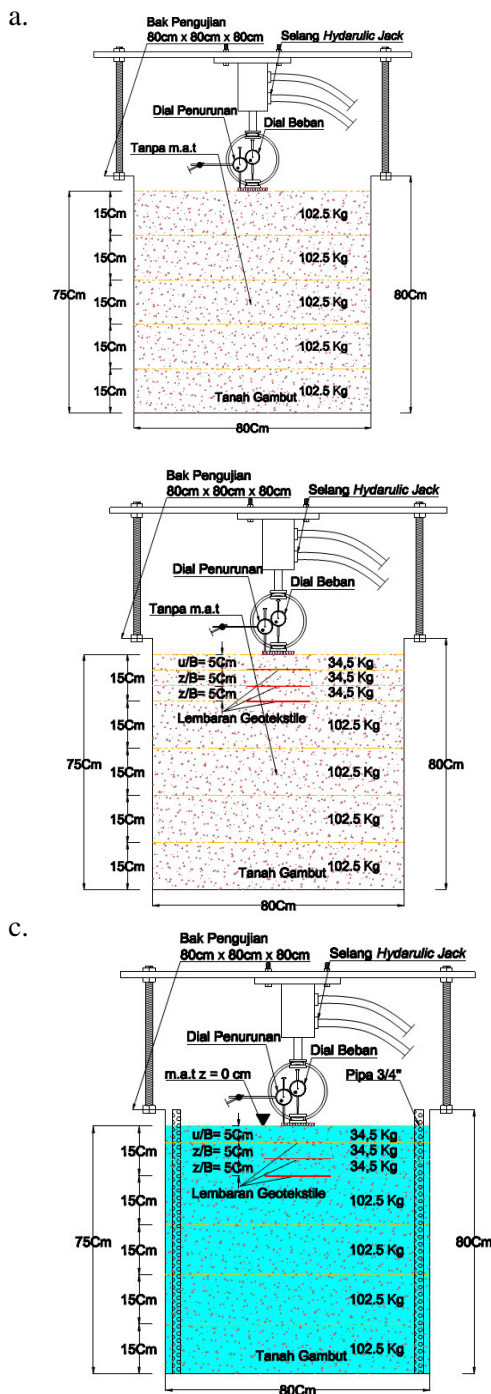 a.
Bak Pengujian
80cm x 80cm x 80cm
Selang Hydarulic Jack
Dial Penurunan
Dial Beban
Tanpa m.a.t
15Cm
102.5 Kg
15Cm
102.5 Kg
75Cm
15Cm
102.5 Kg
80Cm
15Cm
102.5 Kg
15Cm
102.5 Kg
Tanah Gambut
80Cm
Bak Pengujian
80cm x 80cm x 80cm
Selang Hydarulic Jack
Dial Penurunan
Dial Beban
Tanpa m.a.t
u/B= 5Cm
34,5 Kg
15Cm
z/B= 5Cm
34,5 Kg
z/B= 5Cm
34,5 Kg
Lembaran Geotekstile
15Cm
102.5 Kg
75Cm
15Cm
102.5 Kg
80Cm
15Cm
102.5 Kg
15Cm
102.5 Kg
Tanah Gambut
80Cm
c.
Bak Pengujian
80cm x 80cm x 80cm
Selang Hydarulic Jack
Dial Penurunan
Dial Beban
m.a.t z = 0 cm
Pipa 3/4"
u/B= 5Cm
34,5 Kg
15Cm
z/B= 5Cm
34,5 Kg
z/B= 5Cm
34,5 Kg
Lembaran Geotekstile
15Cm
102.5 Kg
75Cm
15Cm
102.5 Kg
80Cm
15Cm
102.5 Kg
15Cm
102.5 Kg
Tanah Gambut
80Cm